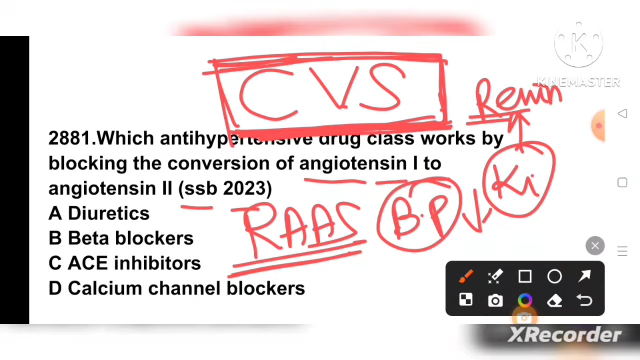 CVS
KINEMASTER
Renin
2881.Which antihypertensive drug class works by
blocking the conversion of angiotensin I to
angiotensin II (ssb 2023)
Ki
A Diuretics
RAAS
B.P
B Beta blockers
C ACE inhibitors
D Calcium channel blockers
XRecorder